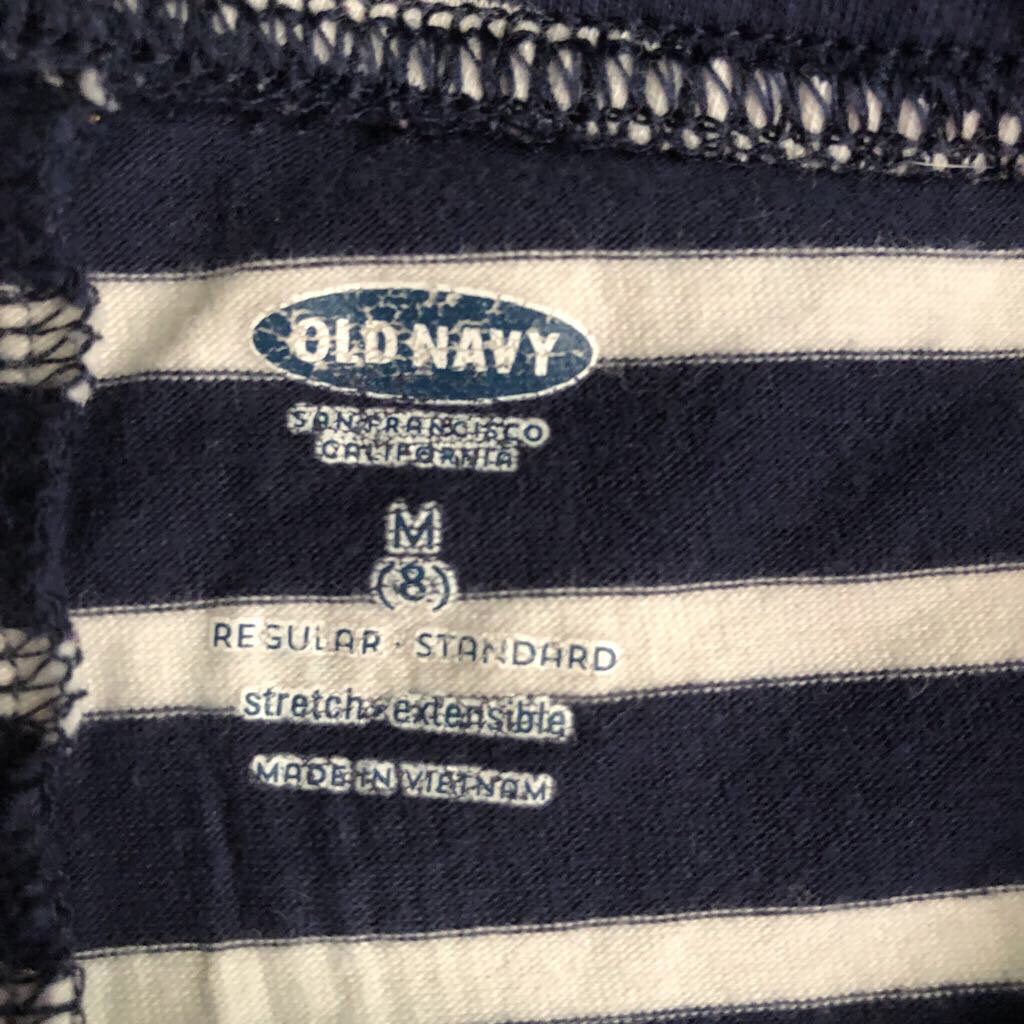 OLD NAVY
SAN FRANCISCO
CALIFORNIA
M
(8)
REGULAR · STANDARD
stretch · extensible
MADE IN VIETNAM